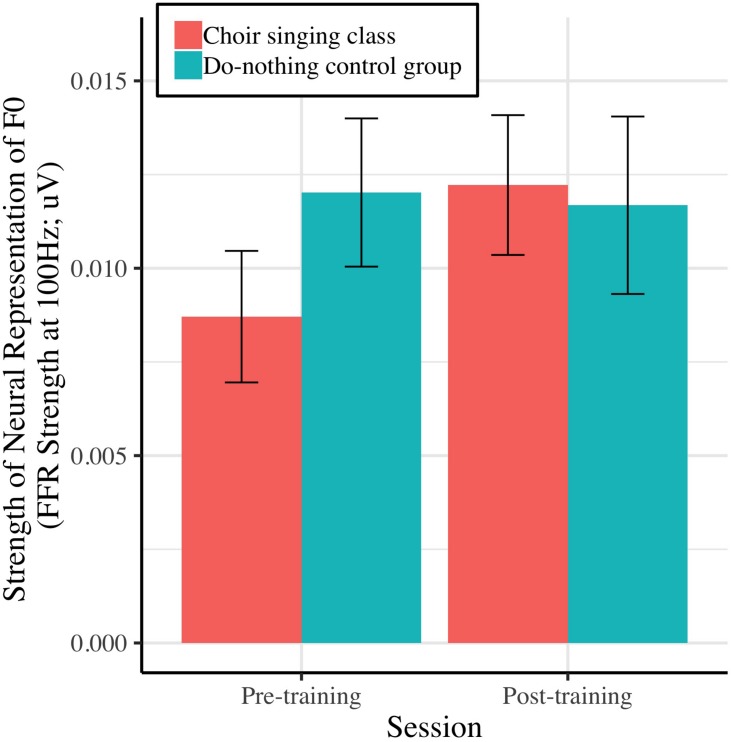 Choir singing class
Do-nothing control group
Strength of Neural Representation of F0
(FFR Strength at 100Hz; uV)
0.015
0.010
0.005
0.000
Pre-training
Post-training
Session